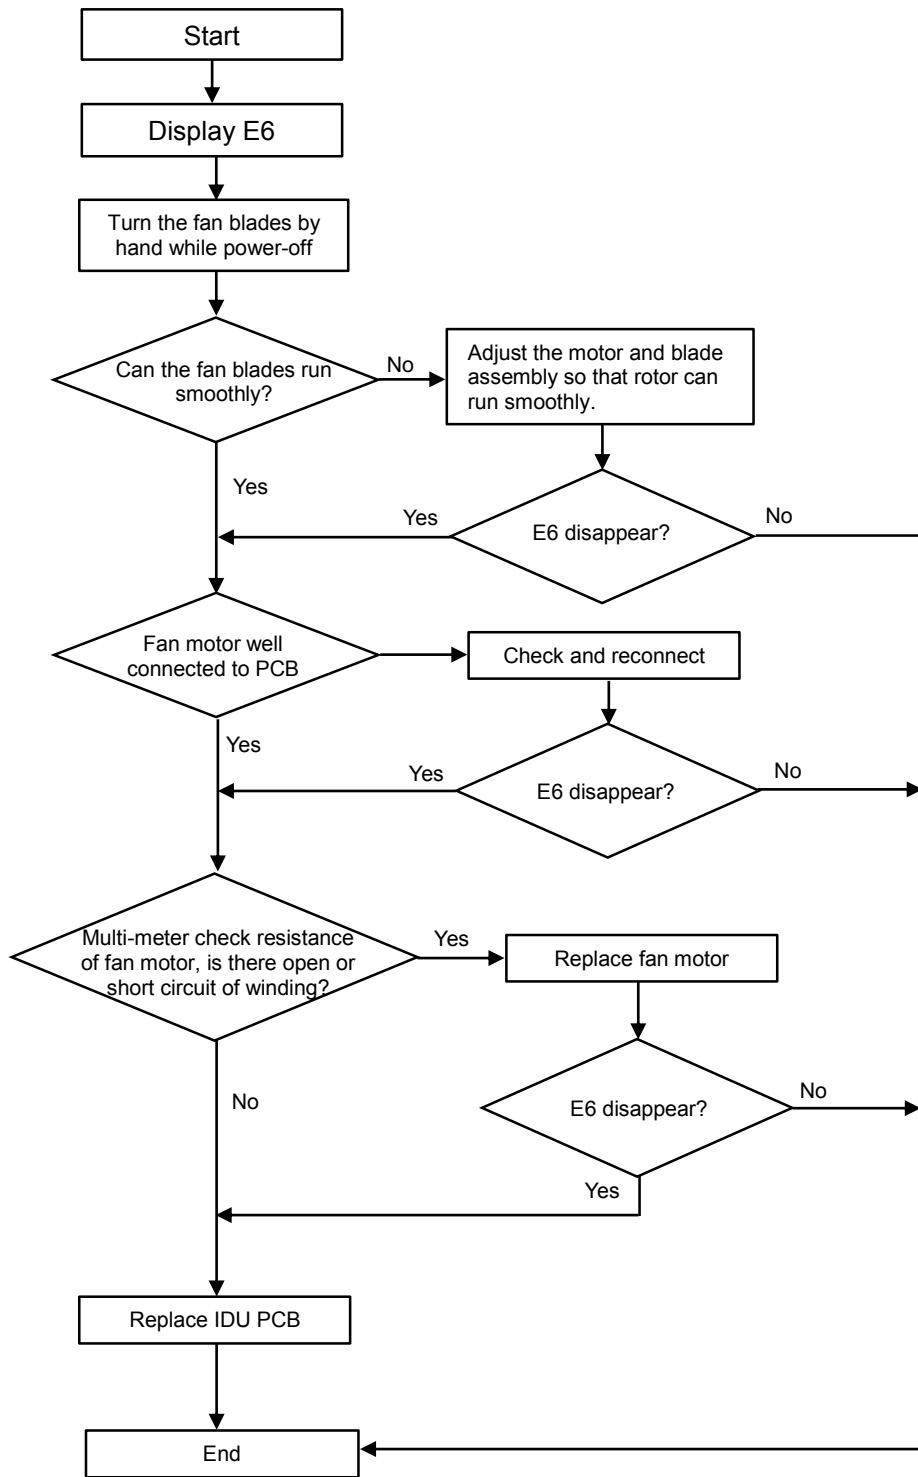 Start
Display E6
Turn the fan blades by
hand while power-off
Can the fan blades run
smoothly?
No
Adjust the motor and blade
assembly so that rotor can
run smoothly.
Yes
Yes
E6 disappear?
No
Fan motor well
connected to PCB
Check and reconnect
Yes
Yes
E6 disappear?
No
Multi-meter check resistance
of fan motor, is there open or
short circuit of winding?
Yes
Replace fan motor
No
E6 disappear?
No
Yes
Replace IDU PCB
End